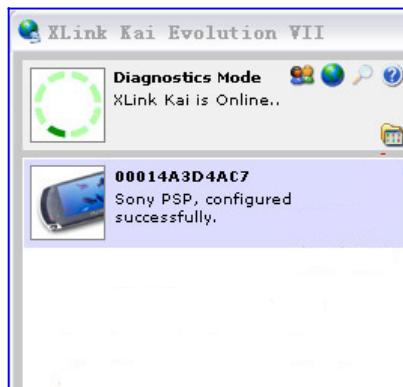 XLink Kai Evolution VII
Diagnostics Mode
XLink Kai is Online..
00014A3D4AC7
Sony PSP, configured
successfully.